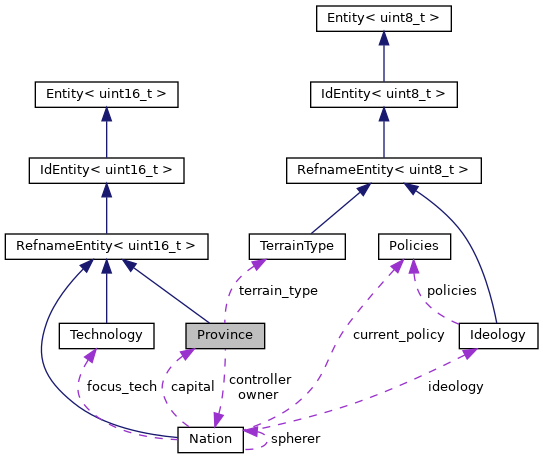 Entity< uint8_t >
Entity< uint16_t >
IdEntity< uint8_t >
IdEntity< uint16_t >
RefnameEntity< uint8_t >
RefnameEntity< uint16_t >
TerrainType
Policies
terrain_type
policies
Technology
Province
current_policy
Ideology
focus_tech
capital
controller
owner
ideology
Nation
spherer